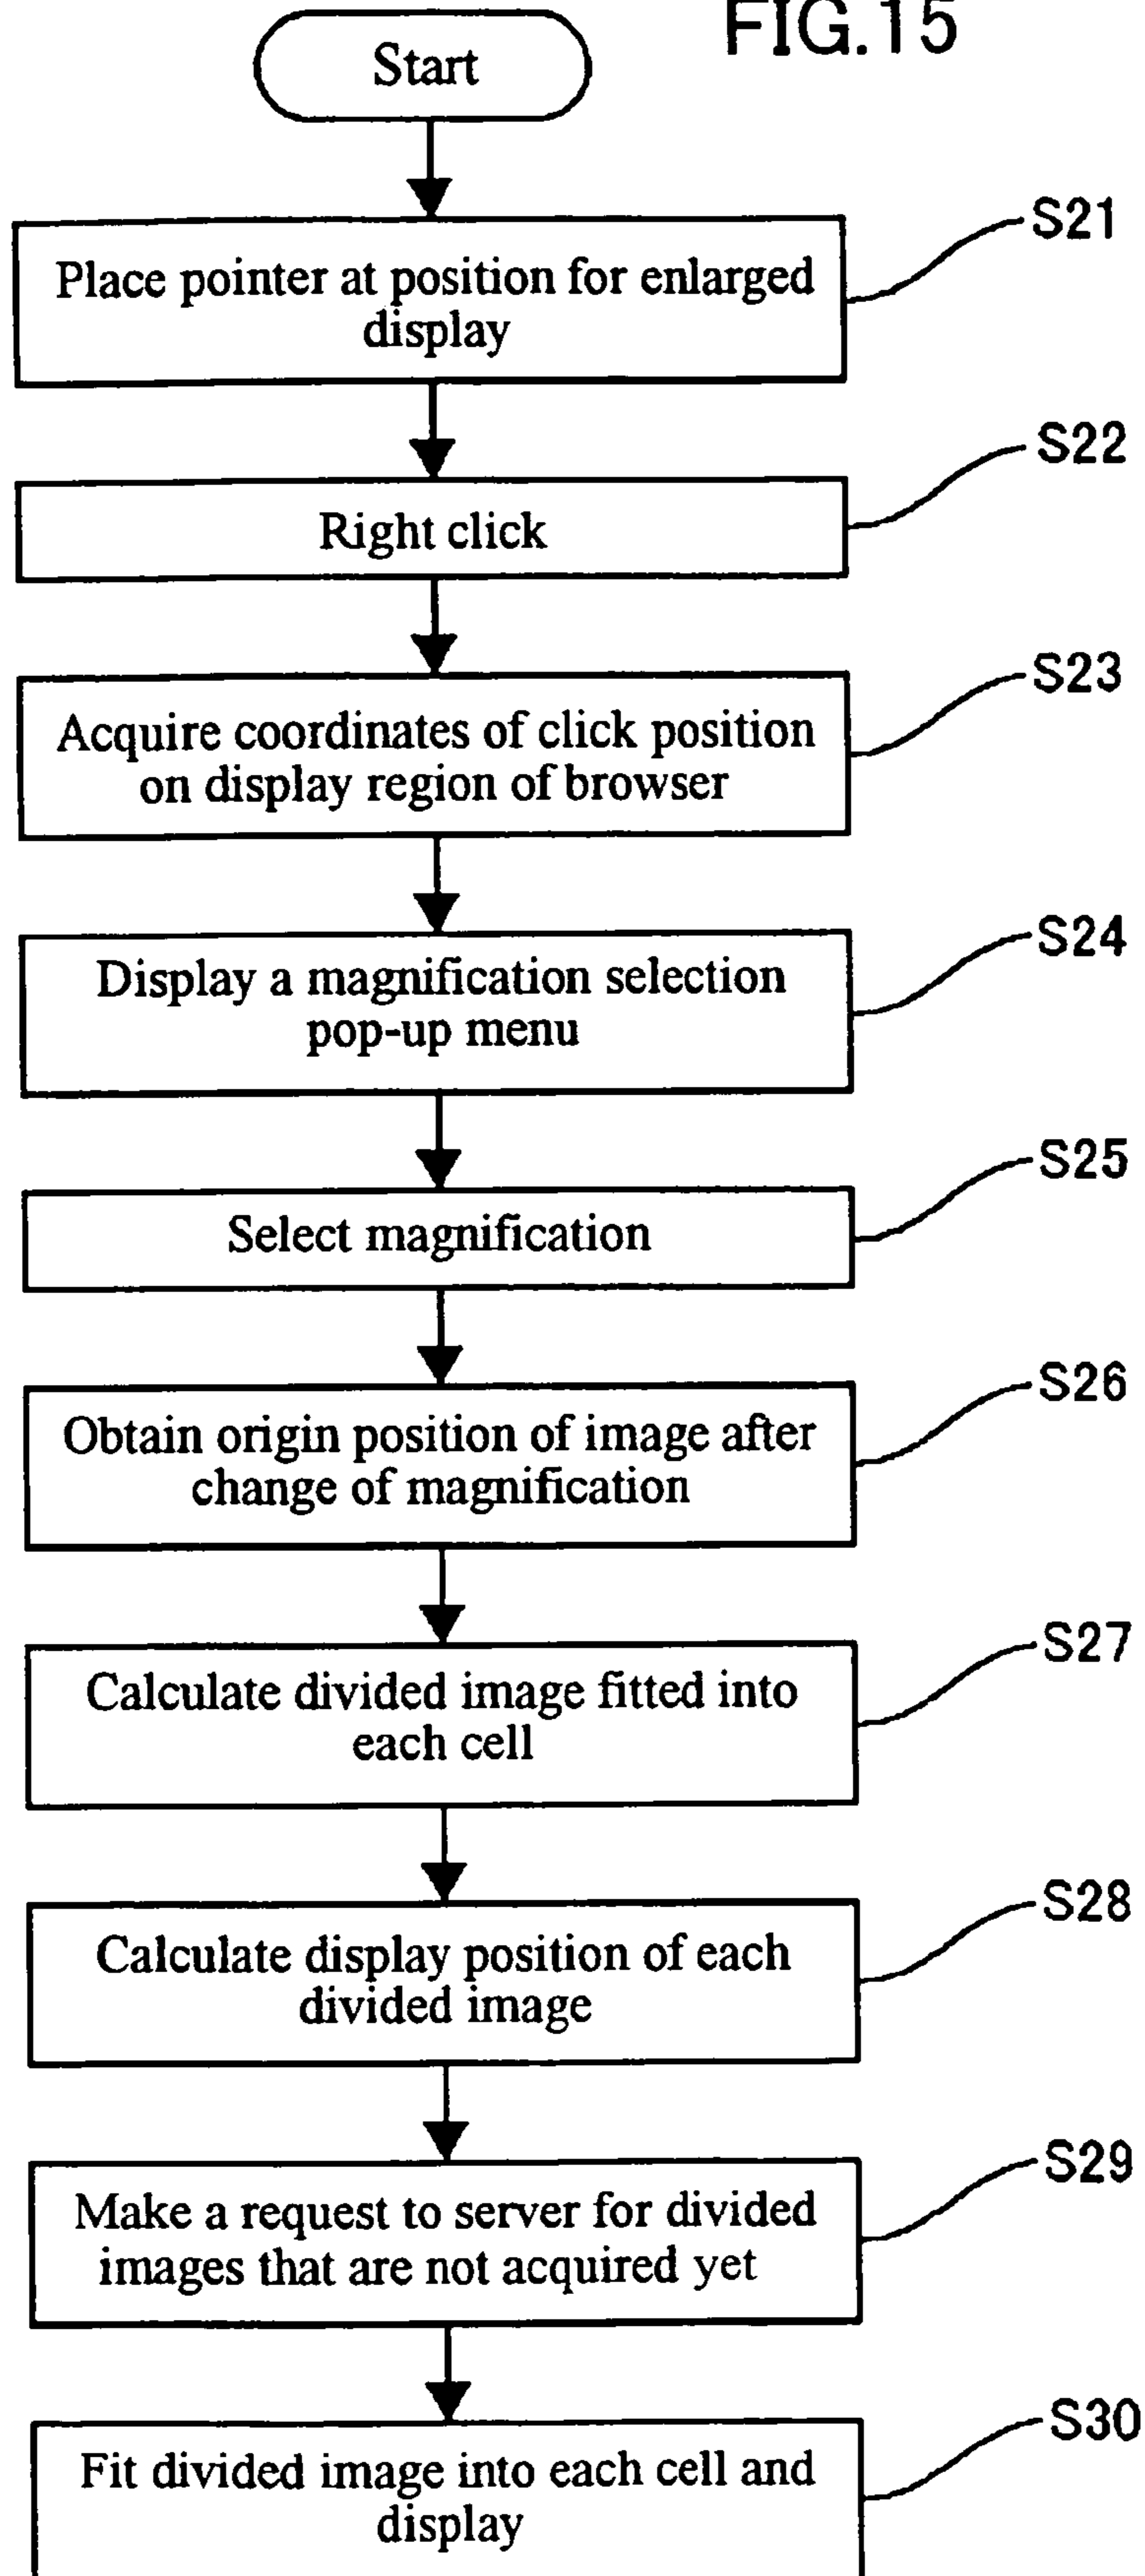 FIG.15
Start
S21
Place pointer at position for enlarged
display
S22
Right click
S23
Acquire coordinates of click position
on display region of browser
S24
Display a magnification selection
pop-up menu
S25
Select magnification
S26
Obtain origin position of image after
change of magnification
S27
Calculate divided image fitted into
each cell
S28
Calculate display position of each
divided image
S29
Make a request to server for divided
images that are not acquired yet
S30
Fit divided image into each cell and
display